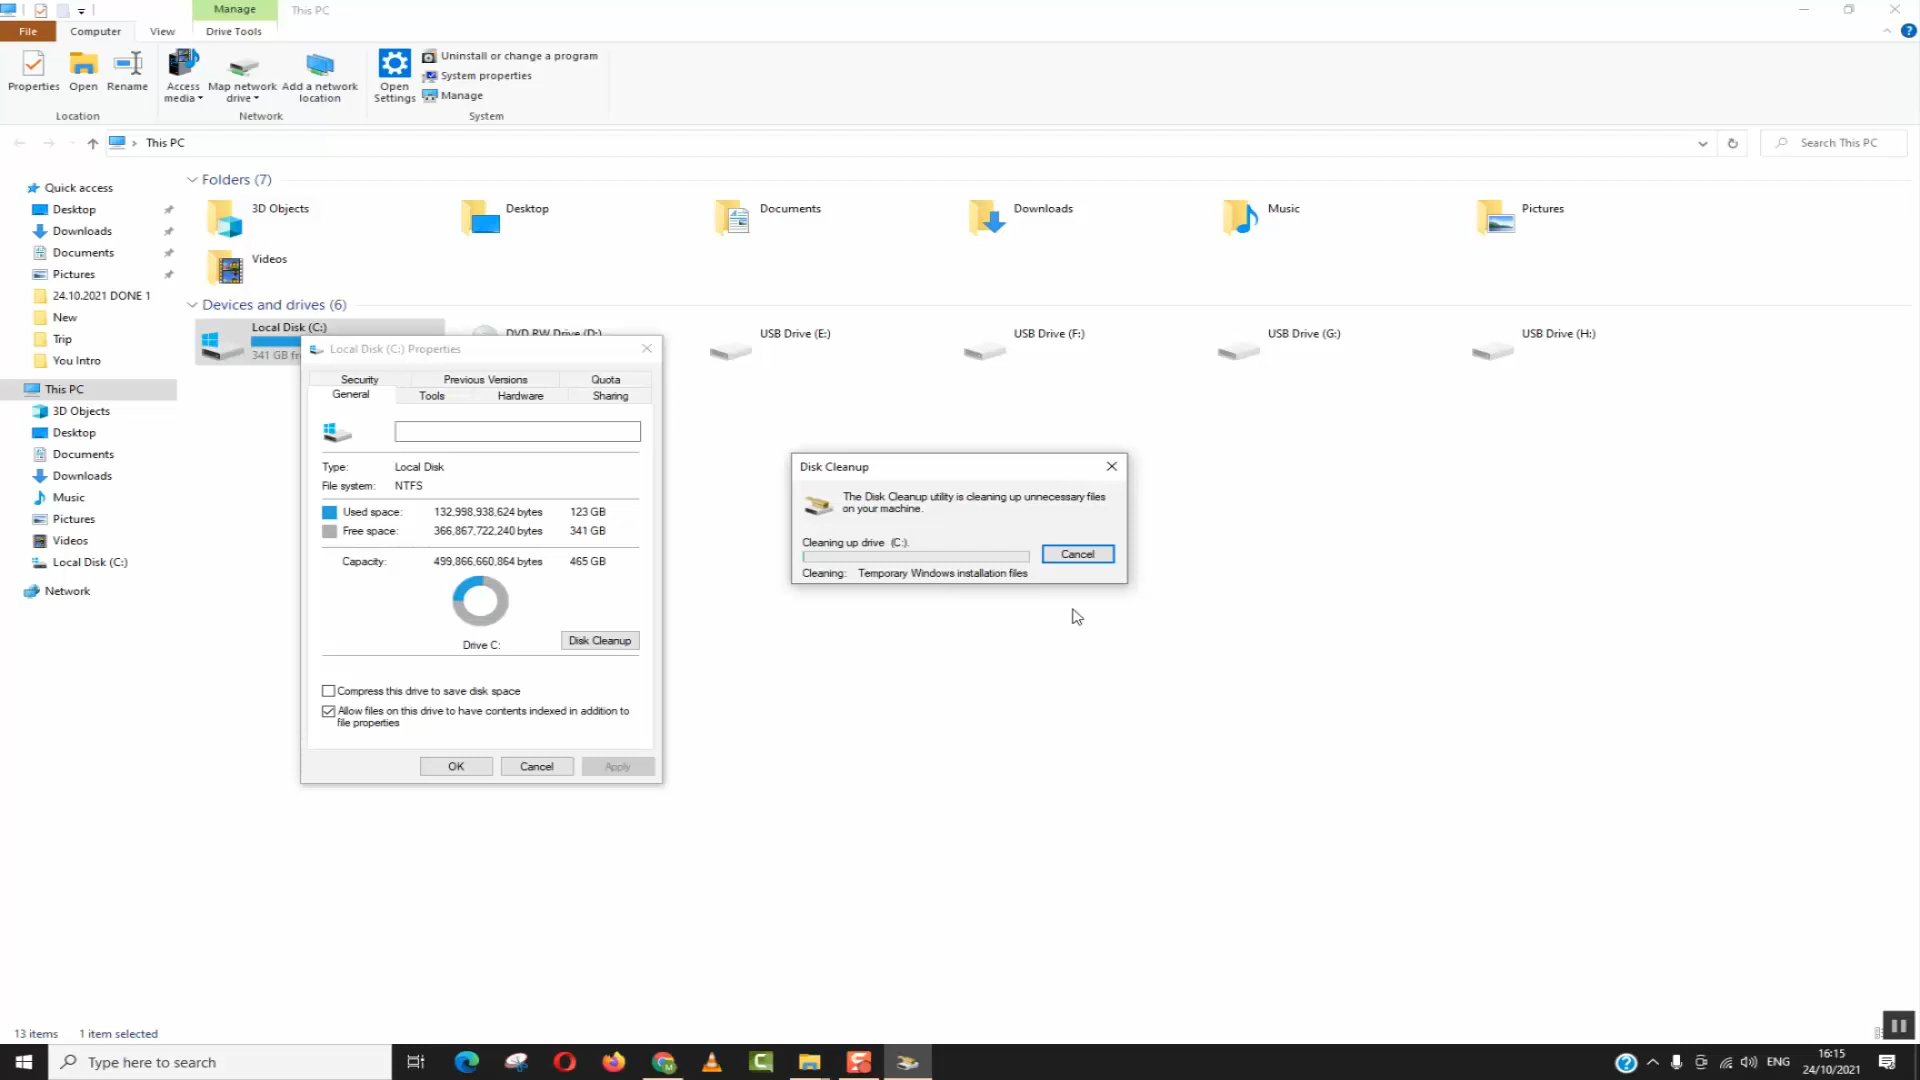 Manage
This PC
File
Computer
View
Drive Tools
Properties
Open
Rename
Access media
Map network drive
Add a network location
Open Settings
Uninstall or change a program
System properties
Manage
Location
Network
System
This PC
Search This PC
Quick access
Desktop
Downloads
Documents
Pictures
24.10.2021 DONE 1
New
Trip
You Intro
This PC
3D Objects
Desktop
Documents
Downloads
Music
Pictures
Videos
Local Disk (C:)
Network
Folders (7)
3D Objects
Desktop
Documents
Downloads
Music
Pictures
Videos
Devices and drives (6)
Local Disk (C:)
341 GB fr
DVD RW Drive (D:)
USB Drive (E:)
USB Drive (F:)
USB Drive (G:)
USB Drive (H:)
Local Disk (C:) Properties
Security
Previous Versions
Quota
General
Tools
Hardware
Sharing
Type: Local Disk
File system: NTFS
Used space: 132,998,938,624 bytes 123 GB
Free space: 366,867,722,240 bytes 341 GB
Capacity: 499,866,660,864 bytes 465 GB
Drive C:
Disk Cleanup
Compress this drive to save disk space
Allow files on this drive to have contents indexed in addition to
file properties
OK
Cancel
Apply
Disk Cleanup
The Disk Cleanup utility is cleaning up unnecessary files
on your machine.
Cleaning up drive (C:).
Cancel
Cleaning: Temporary Windows installation files
13 items
1 item selected
Type here to search
ENG
16:15
24/10/2021